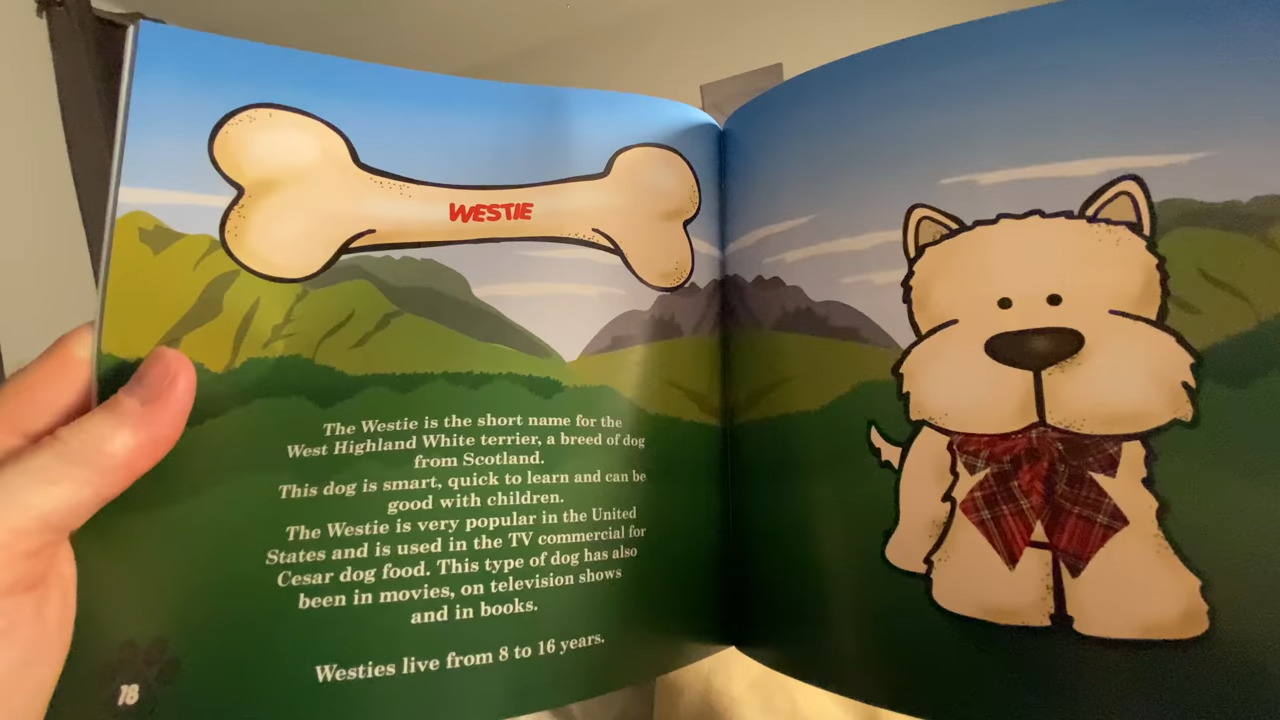 WESTIE
The Westie is the short name for the
West Highland White terrier, a breed of dog
from Scotland.
This dog is smart, quick to learn and can be
good with children.
The Westie is very popular in the United
States and is used in the TV commercial for
Cesar dog food. This type of dog has also
been in movies, on television shows
and in books.
Westies live from 8 to 16 years.
18